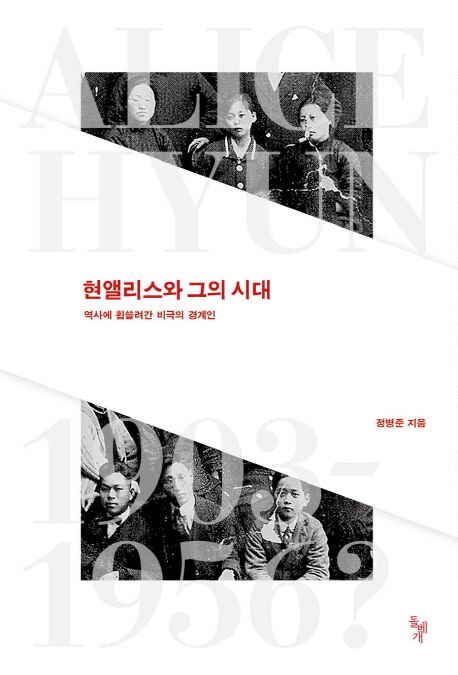 ALICE
HYUN
현앨리스와 그의 시대
역사에 휩쓸려간 비극의 경계인
정병준 지음
1903-
1956?
돌베개